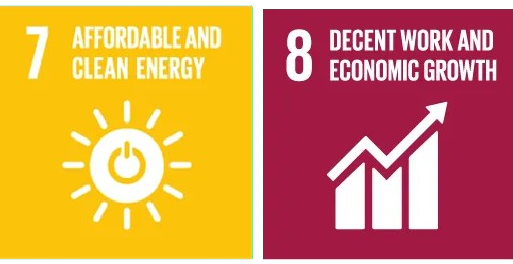 7
AFFORDABLE AND
CLEAN ENERGY
8
DECENT WORK AND
ECONOMIC GROWTH